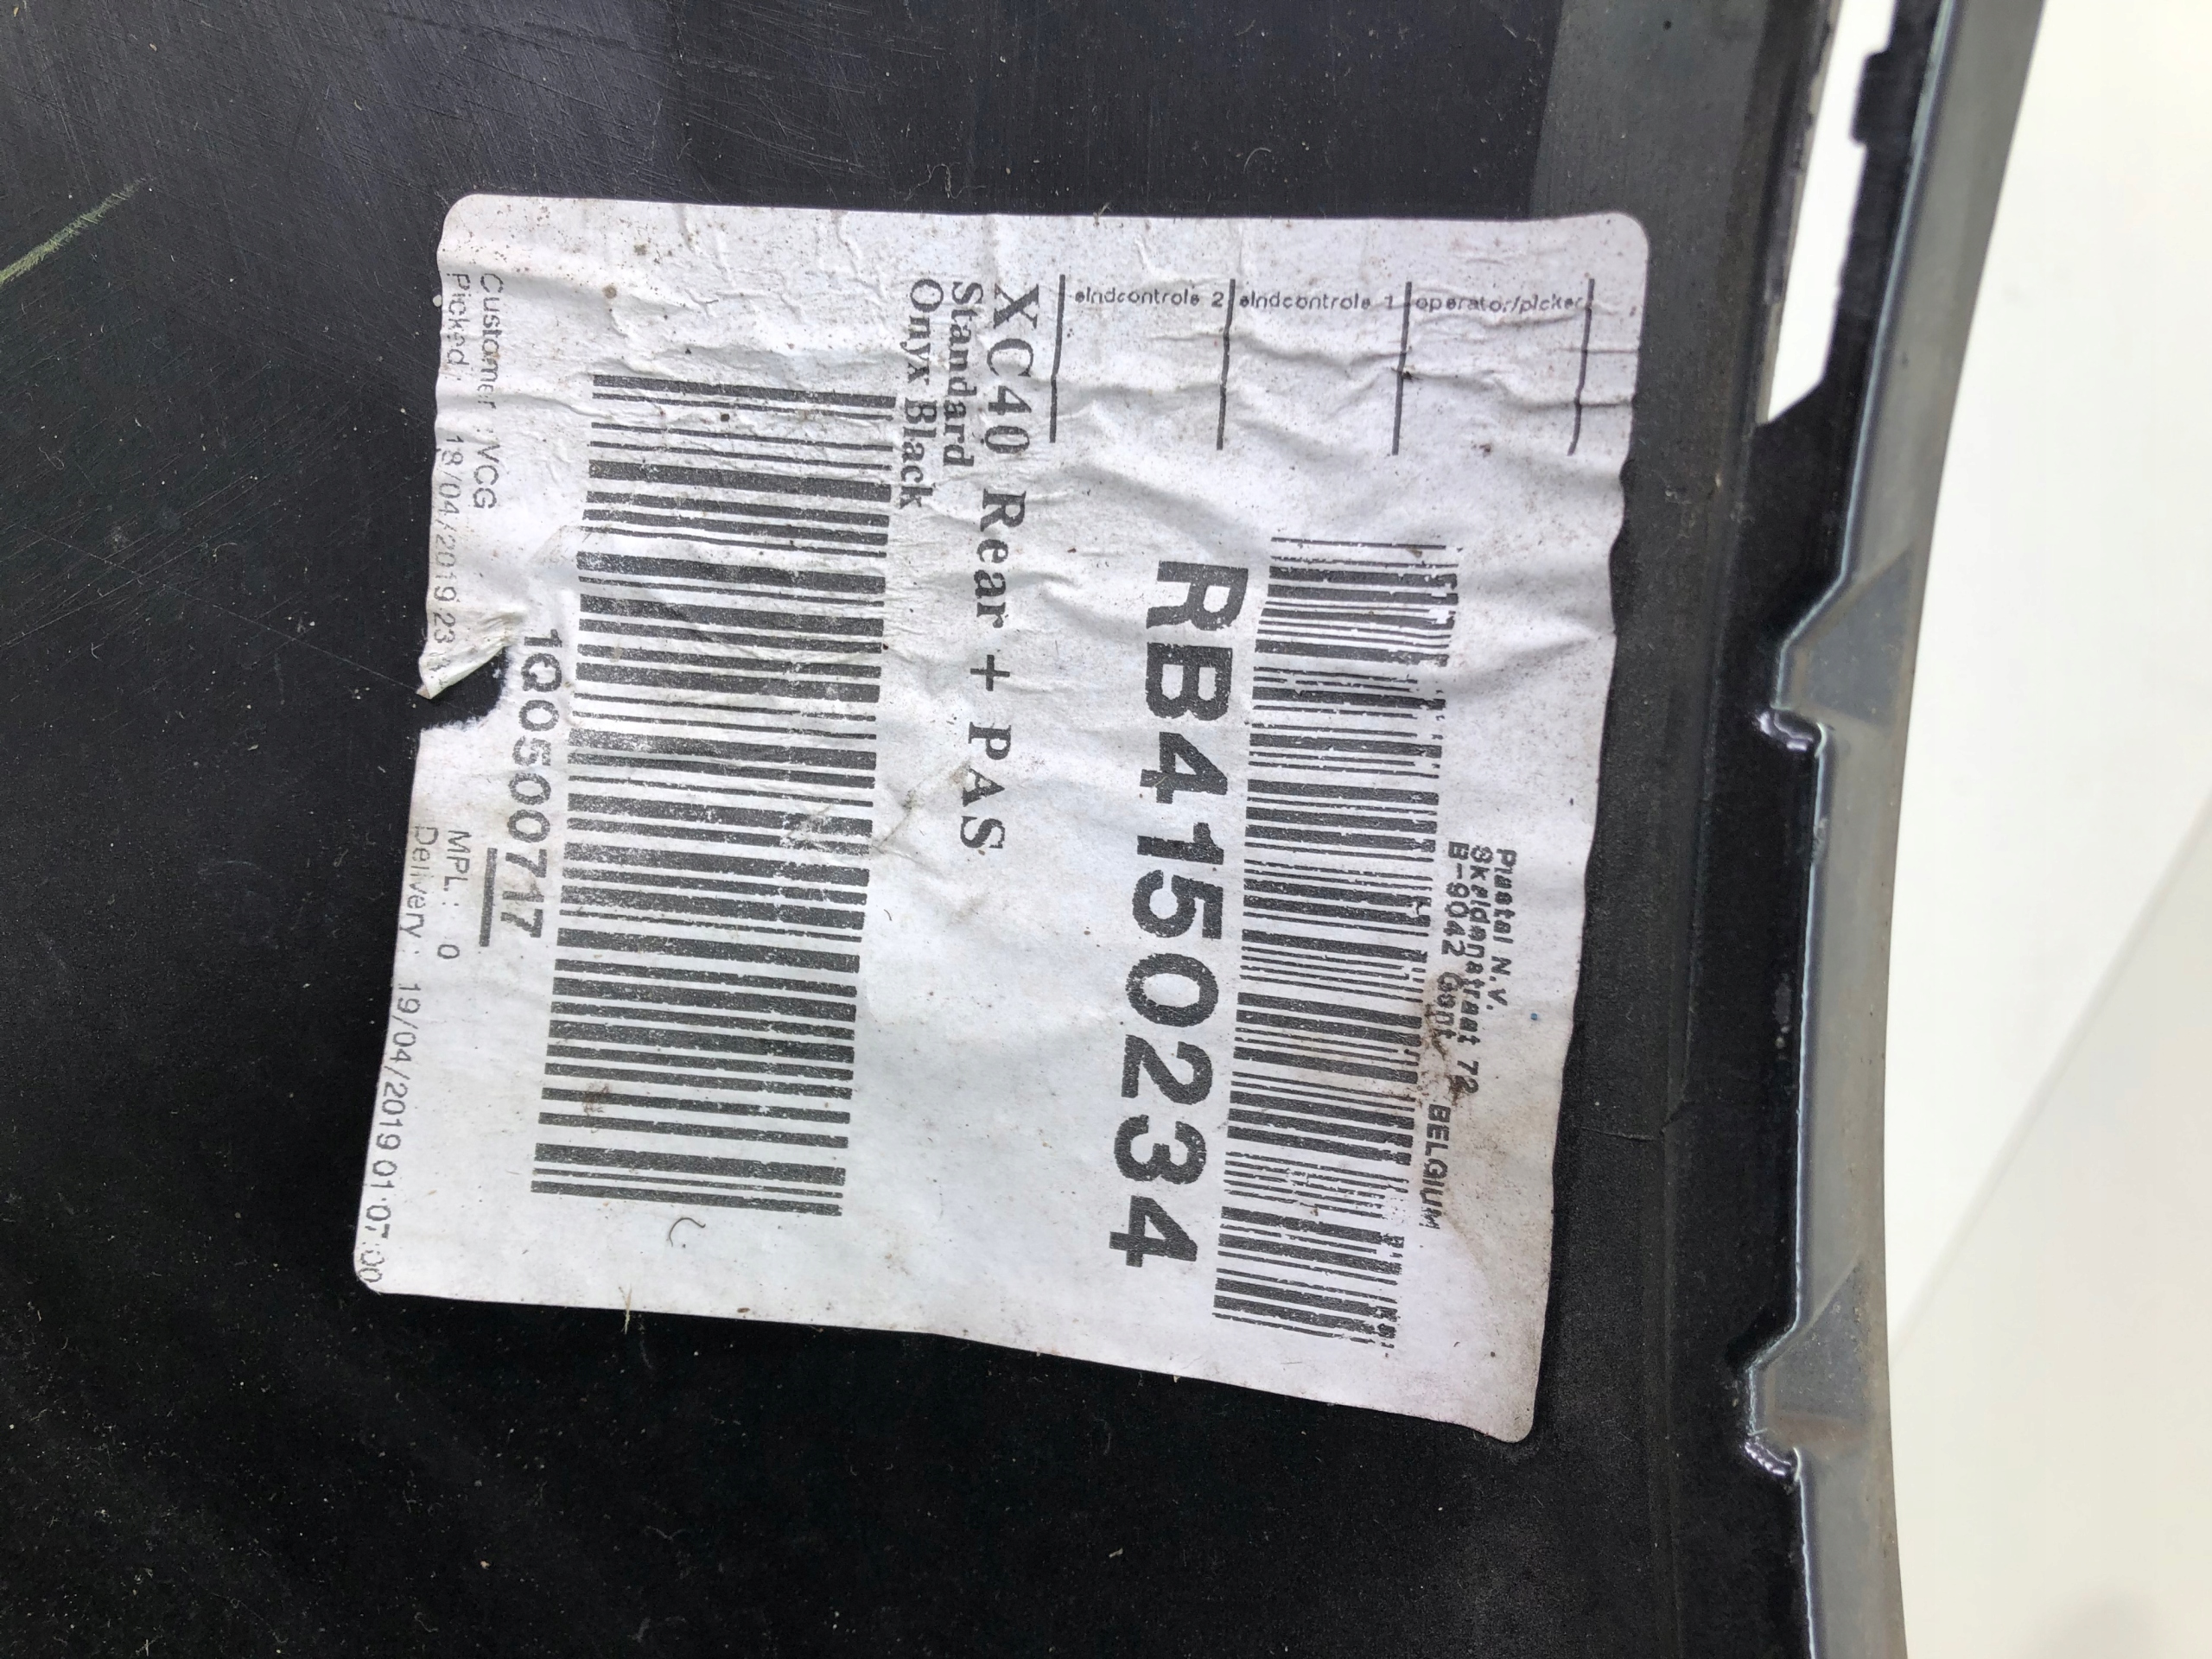 Plastal N.V.
Skeldenstraat 72
B-9042 Gent BELGIUM
RB4150234
eindcontrole 2
eindcontrole 1
operator/picker
XC40 Rear + PAS
Standard
Onyx Black
1Q0500717
Customer : VCG
MPL : 0
Picked : 18/04/2019 23
Delivery: 19/04/2019 01:07:00